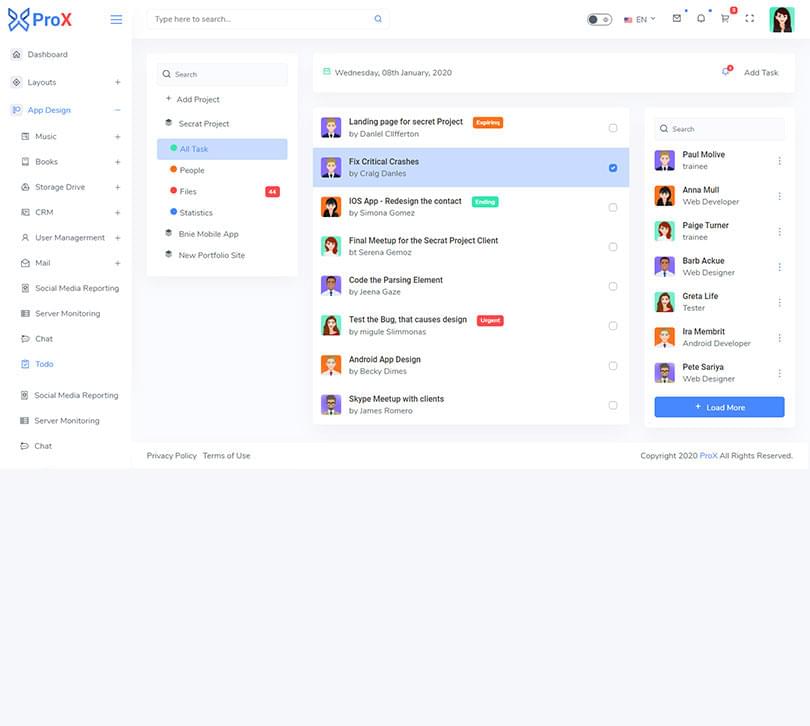 ProX
Type here to search...
EN
8
Dashboard
Layouts
App Design
Music
Books
Storage Drive
CRM
User Managerment
Mail
Social Media Reporting
Server Monitoring
Chat
Todo
Social Media Reporting
Server Monitoring
Chat
Search
Add Project
Secrat Project
All Task
People
Files 44
Statistics
Bnie Mobile App
New Portfolio Site
Wednesday, 08th January, 2020
Add Task
Landing page for secret Project Expiring
by Daniel Clifferton
Fix Critical Crashes
by Craig Danles
IOS App - Redesign the contact Ending
by Simona Gomez
Final Meetup for the Secrat Project Client
bt Serena Gemoz
Code the Parsing Element
by Jeena Gaze
Test the Bug, that causes design Urgent
by migule Slimmonas
Android App Design
by Becky Dimes
Skype Meetup with clients
by James Romero
Search
Paul Molive
trainee
Anna Mull
Web Developer
Paige Turner
trainee
Barb Ackue
Web Designer
Greta Life
Tester
Ira Membrit
Android Developer
Pete Sariya
Web Designer
+ Load More
Privacy Policy Terms of Use
Copyright 2020 ProX All Rights Reserved.